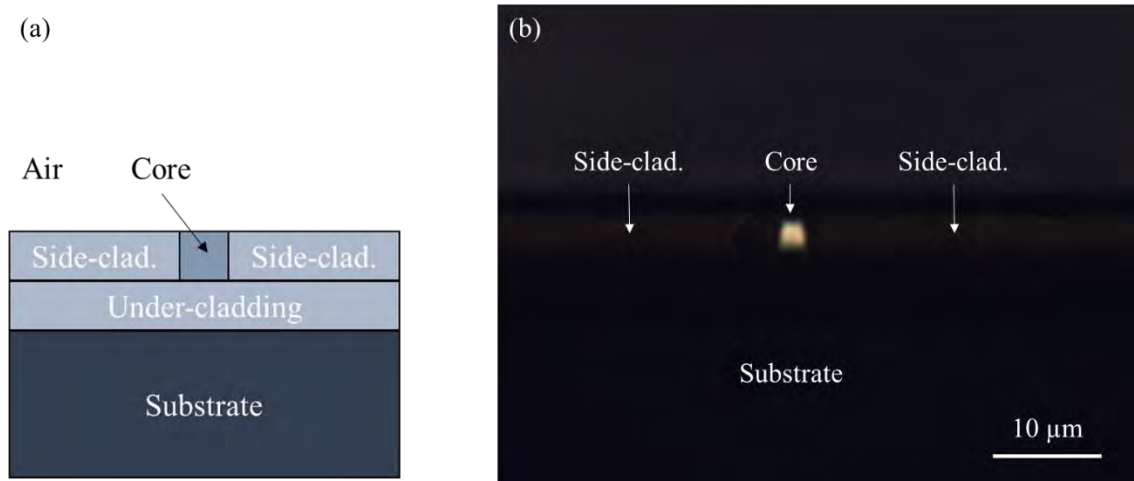 (a)
Air
Core
Side-clad.
Side-clad.
Under-cladding
Substrate
(b)
Side-clad.
Core
Side-clad.
Substrate
10 µm